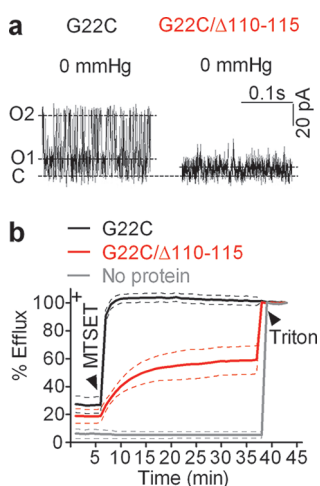 a
G22C G22C/Δ110-115
0 mmHg 0 mmHg
0.1s
20 pA
O2
O1
C
b
G22C
G22C/Δ110-115
No protein
% Efflux
100
80
60
40
20
0
+
MTSET
Triton
5 10 15 20 25 30 35 40 45
Time (min)